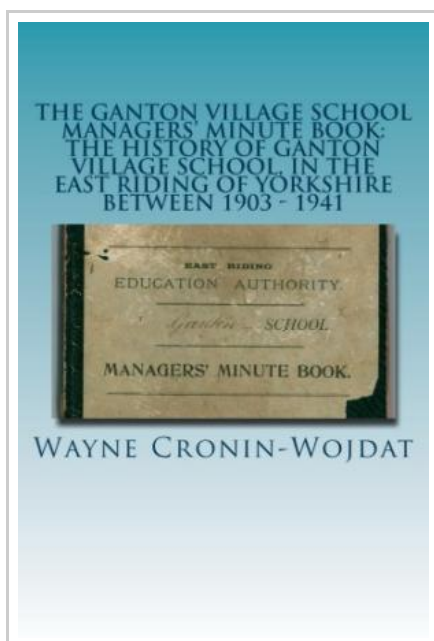 THE GANTON VILLAGE SCHOOL
MANAGERS' MINUTE BOOK:
THE HISTORY OF GANTON
VILLAGE SCHOOL, IN THE
EAST RIDING OF YORKSHIRE
BETWEEN 1903 - 1941
EAST RIDING
EDUCATION AUTHORITY.
Ganton SCHOOL
MANAGERS' MINUTE BOOK.
WAYNE CRONIN-WOJDAT